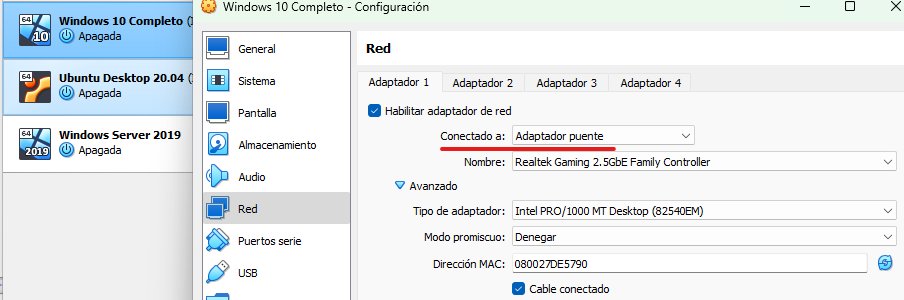 Windows 10 Completo
Apagada
Ubuntu Desktop 20.04
Apagada
Windows Server 2019
Apagada
64
10
64
64
2019
Windows 10 Completo - Configuración
General
Sistema
Pantalla
Almacenamiento
Audio
Red
Puertos serie
USB
Red
Adaptador 1 Adaptador 2 Adaptador 3 Adaptador 4
Habilitar adaptador de red
Conectado a: Adaptador puente
Nombre: Realtek Gaming 2.5GbE Family Controller
Avanzado
Tipo de adaptador: Intel PRO/1000 MT Desktop (82540EM)
Modo promiscuo: Denegar
Dirección MAC: 080027DE5790
Cable conectado